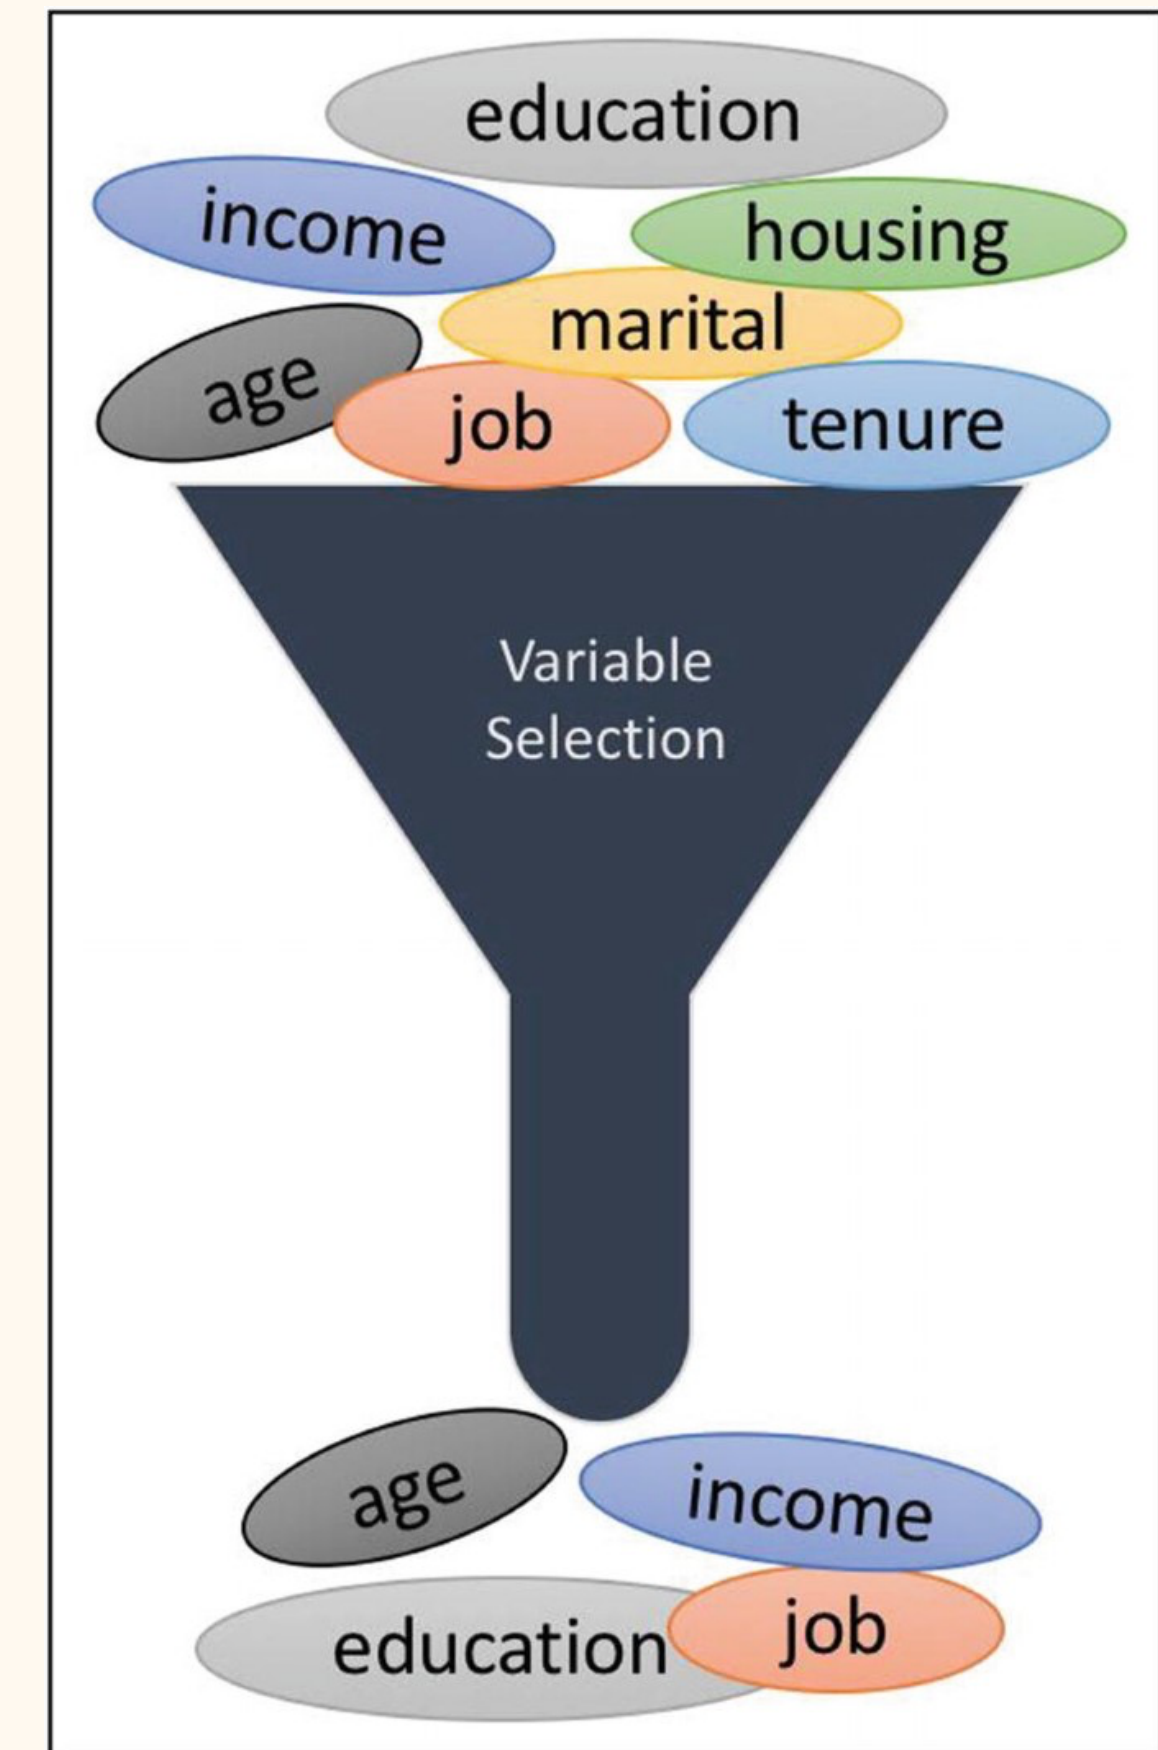 education
income
housing
marital
age
job
tenure
Variable
Selection
age
income
education
job